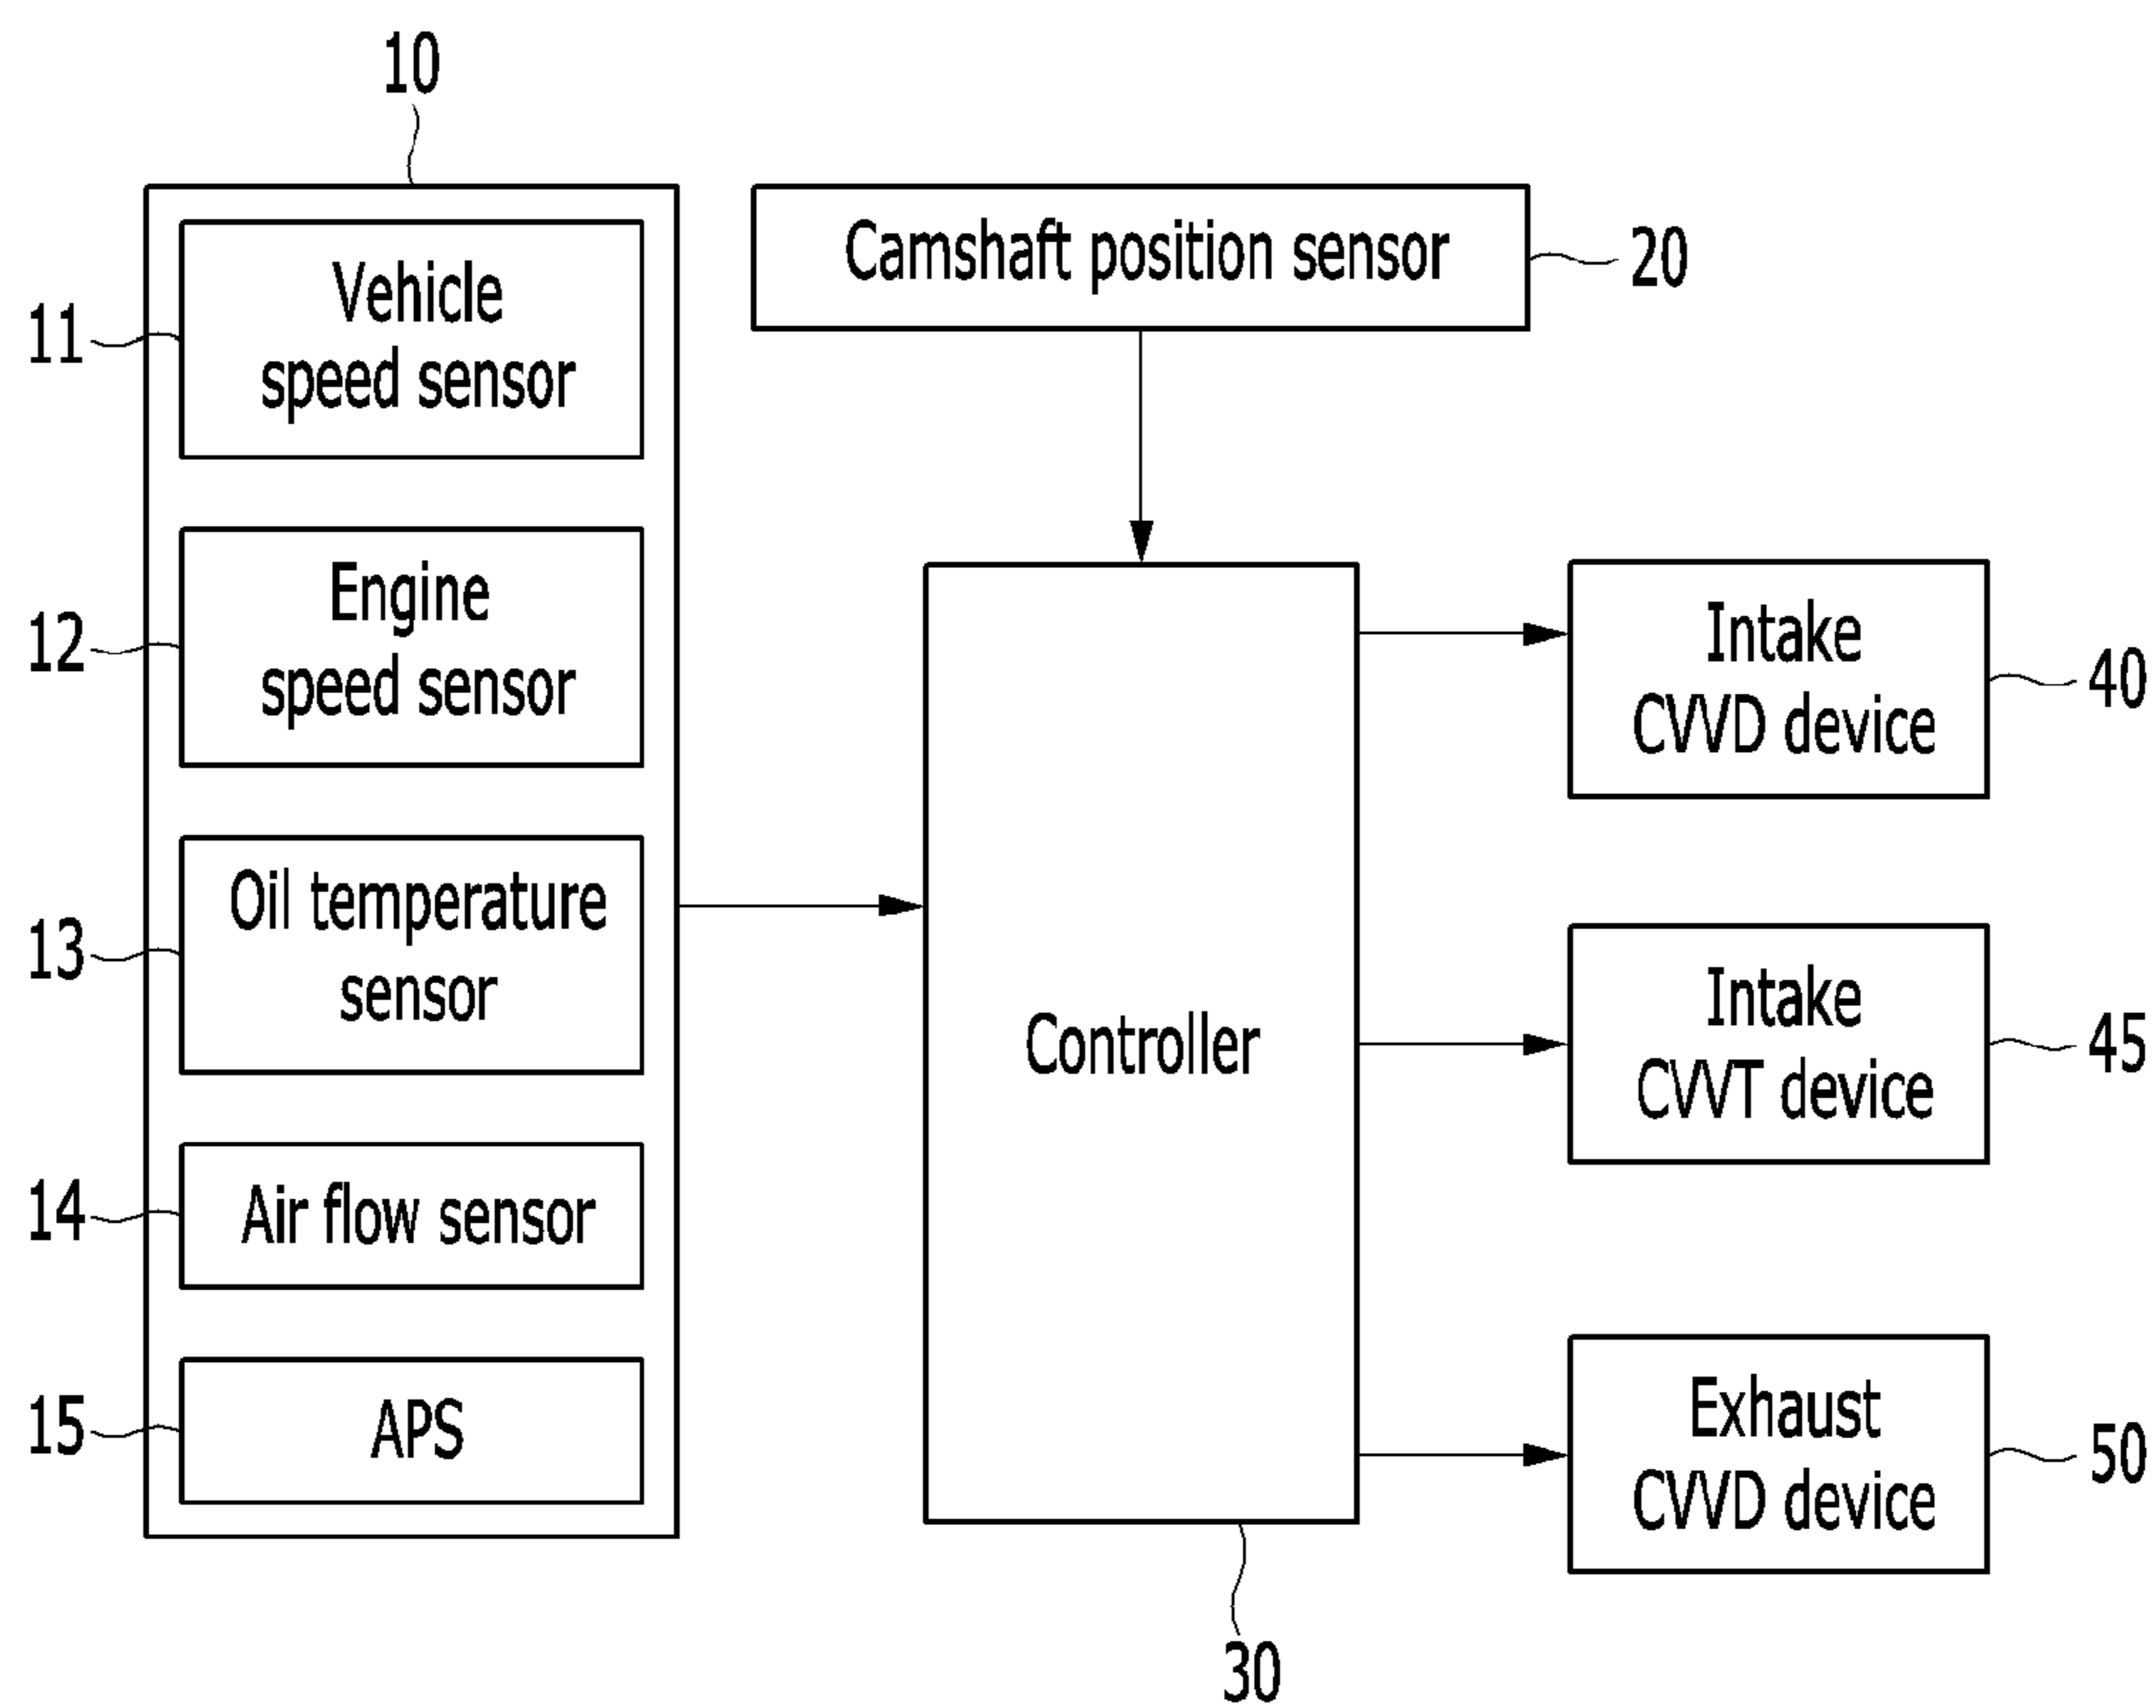 10
11
Vehicle
speed sensor
12
Engine
speed sensor
13
Oil temperature
sensor
14
Air flow sensor
15
APS
Camshaft position sensor
20
Controller
30
Intake
CVVD device
40
Intake
CVVT device
45
Exhaust
CVVD device
50